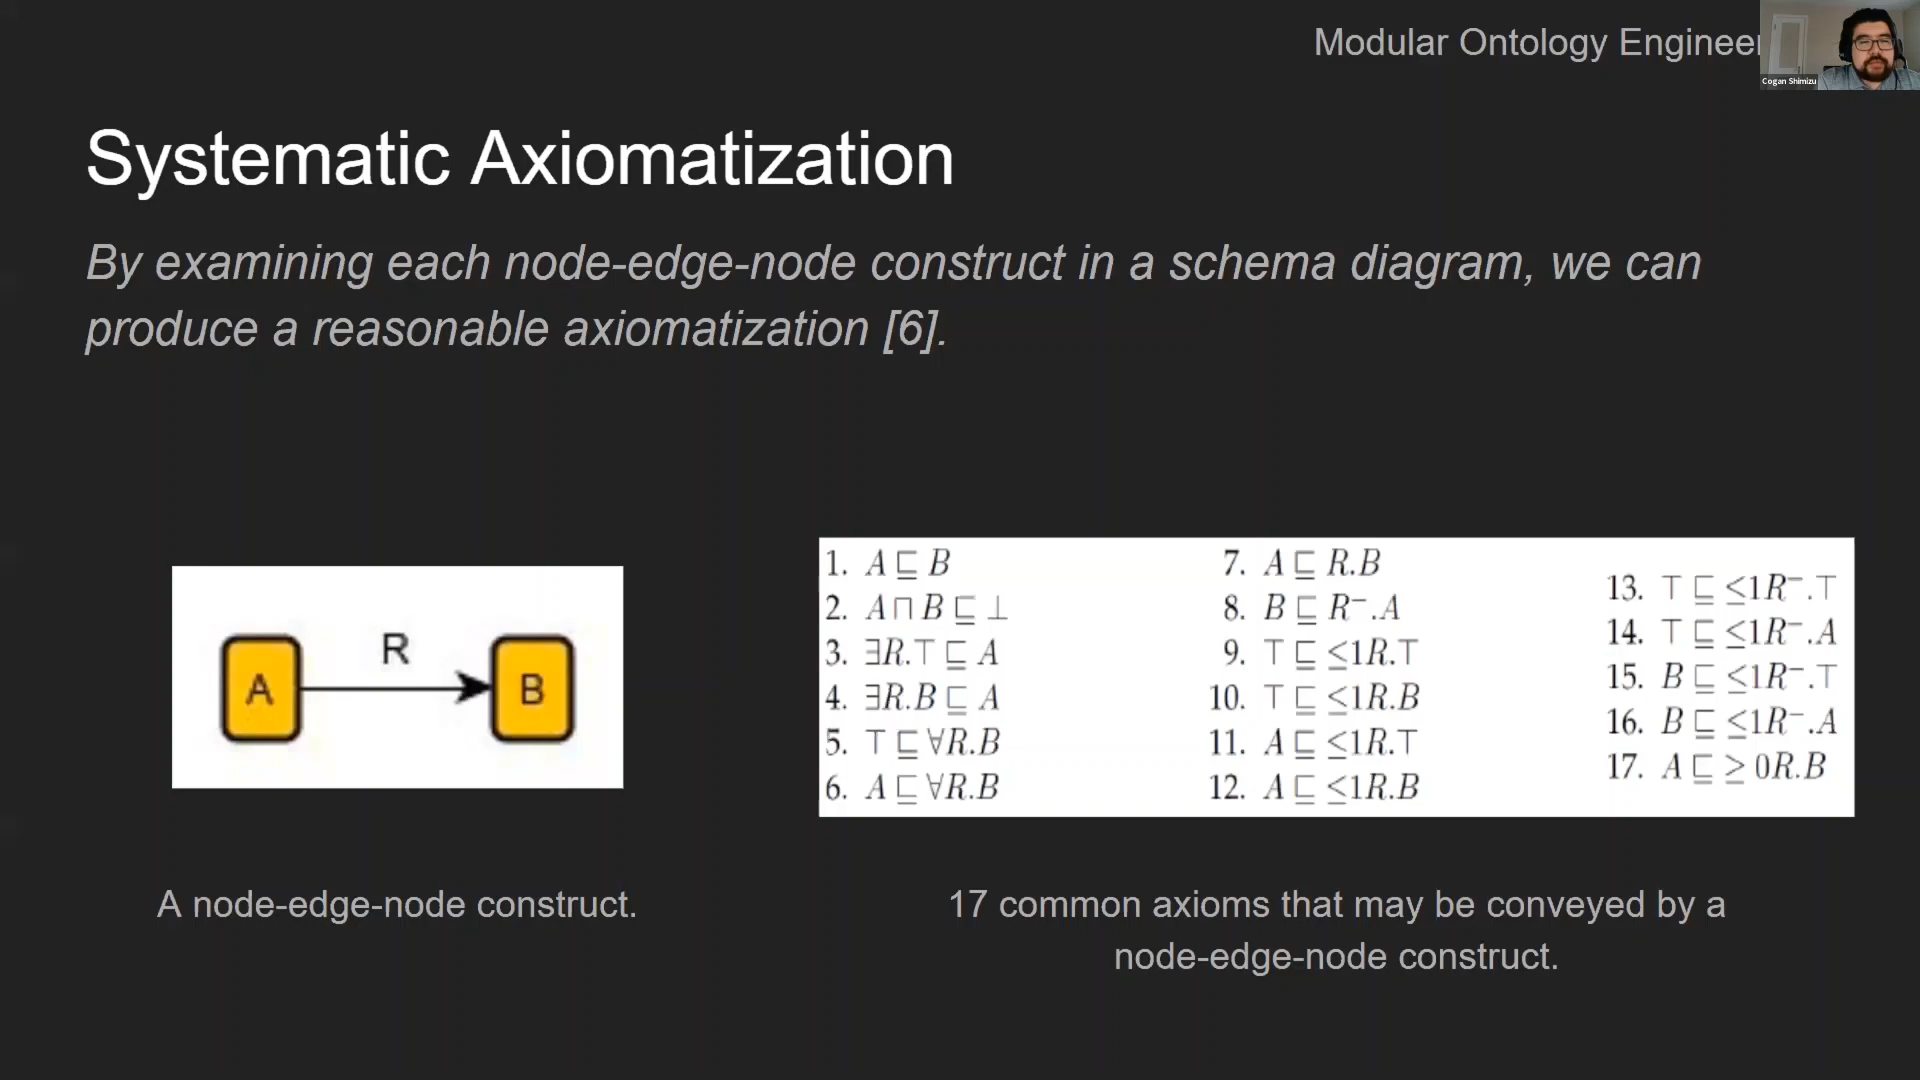 Modular Ontology Engineer
Cogan Shimizu
Systematic Axiomatization
By examining each node-edge-node construct in a schema diagram, we can
produce a reasonable axiomatization [6].
A
R
B
1. A ⊑ B
2. A ⊓ B ⊑ ⊥
3. ∃R.⊤ ⊑ A
4. ∃R.B ⊑ A
5. ⊤ ⊑ ∀R.B
6. A ⊑ ∀R.B
7. A ⊑ R.B
8. B ⊑ R⁻.A
9. ⊤ ⊑ ≤1R.⊤
10. ⊤ ⊑ ≤1R.B
11. A ⊑ ≤1R.⊤
12. A ⊑ ≤1R.B
13. ⊤ ⊑ ≤1R⁻.⊤
14. ⊤ ⊑ ≤1R⁻.A
15. B ⊑ ≤1R⁻.⊤
16. B ⊑ ≤1R⁻.A
17. A ⊑ ≥ 0R.B
A node-edge-node construct.
17 common axioms that may be conveyed by a
node-edge-node construct.